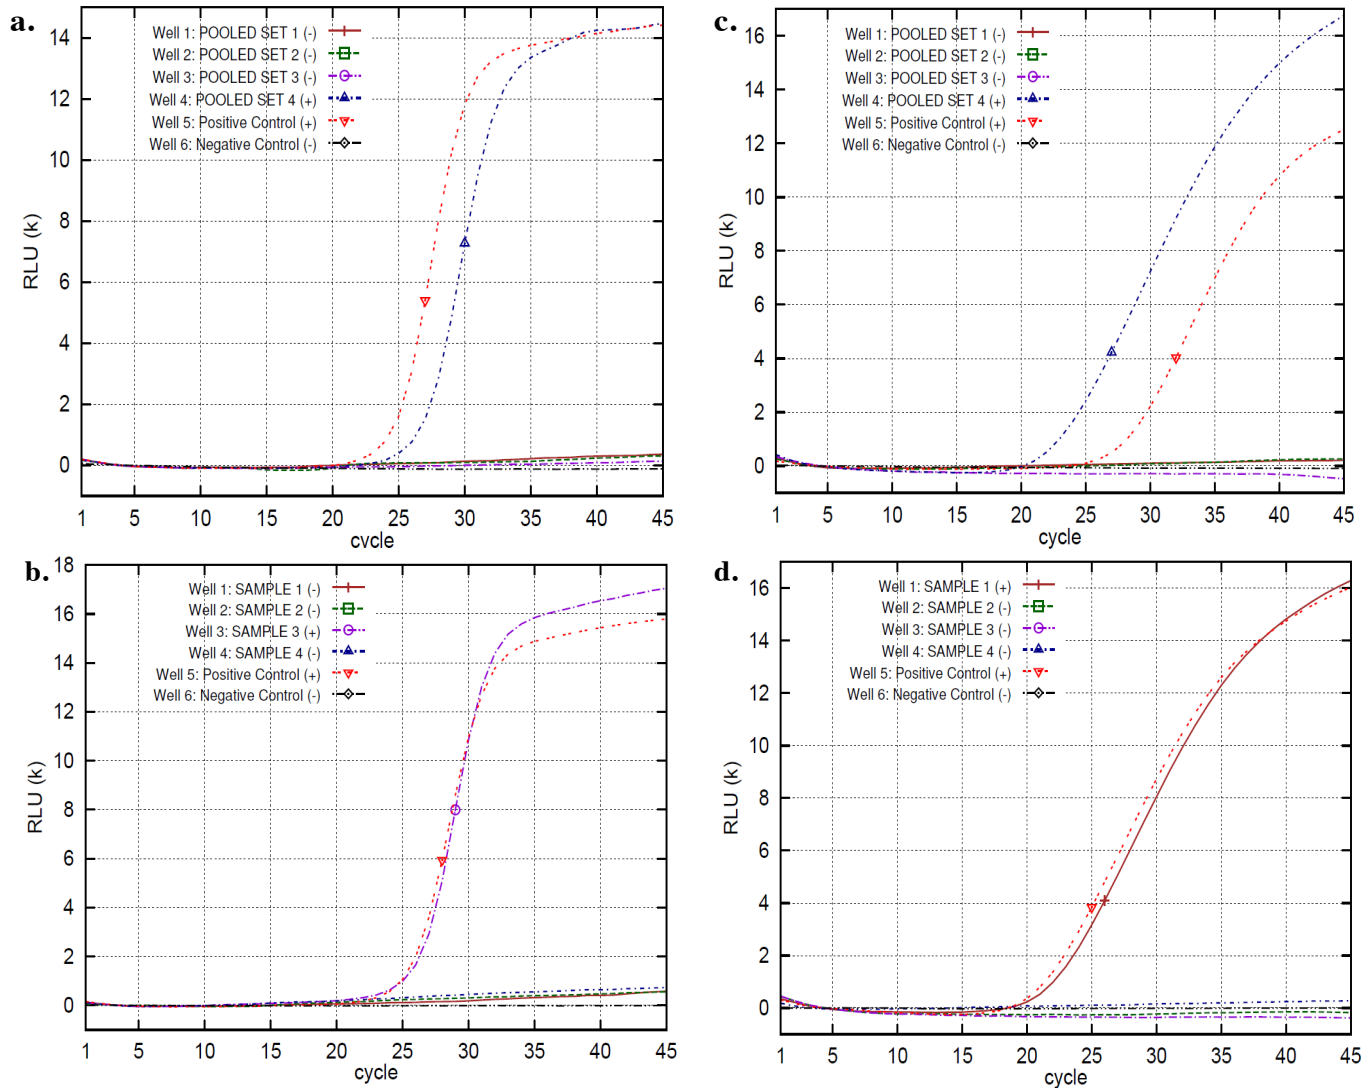 a.
Well 1: POOLED SET 1 (-)
Well 2: POOLED SET 2 (-)
Well 3: POOLED SET 3 (-)
Well 4: POOLED SET 4 (+)
Well 5: Positive Control (+)
Well 6: Negative Control (-)
14
12
10
8
6
4
2
0
RLU (k)
1 5 10 15 20 25 30 35 40 45
cycle
c.
Well 1: POOLED SET 1 (-)
Well 2: POOLED SET 2 (-)
Well 3: POOLED SET 3 (-)
Well 4: POOLED SET 4 (+)
Well 5: Positive Control (+)
Well 6: Negative Control (-)
16
14
12
10
8
6
4
2
0
RLU (k)
1 5 10 15 20 25 30 35 40 45
cycle
b.
Well 1: SAMPLE 1 (-)
Well 2: SAMPLE 2 (-)
Well 3: SAMPLE 3 (+)
Well 4: SAMPLE 4 (-)
Well 5: Positive Control (+)
Well 6: Negative Control (-)
18
16
14
12
10
8
6
4
2
0
RLU (k)
1 5 10 15 20 25 30 35 40 45
cycle
d.
Well 1: SAMPLE 1 (+)
Well 2: SAMPLE 2 (-)
Well 3: SAMPLE 3 (-)
Well 4: SAMPLE 4 (-)
Well 5: Positive Control (+)
Well 6: Negative Control (-)
16
14
12
10
8
6
4
2
0
RLU (k)
1 5 10 15 20 25 30 35 40 45
cycle